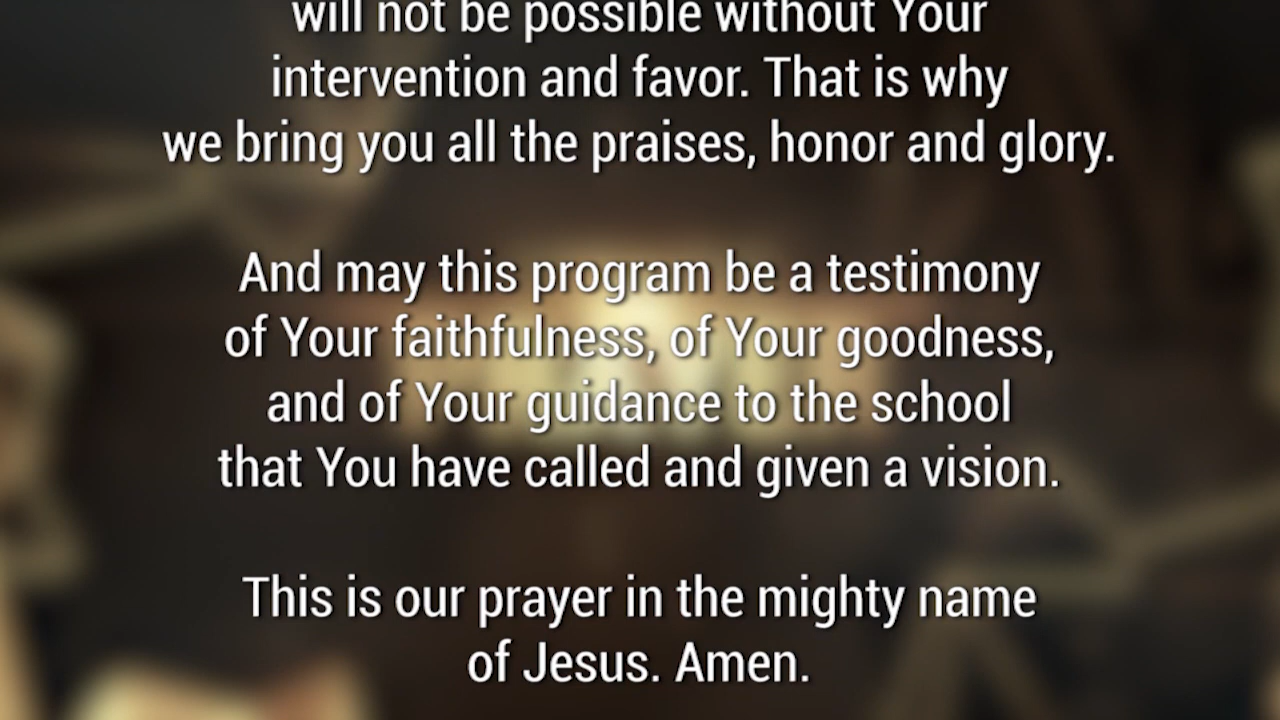 will not be possible without Your
intervention and favor. That is why
we bring you all the praises, honor and glory.
And may this program be a testimony
of Your faithfulness, of Your goodness,
and of Your guidance to the school
that You have called and given a vision.
This is our prayer in the mighty name
of Jesus. Amen.